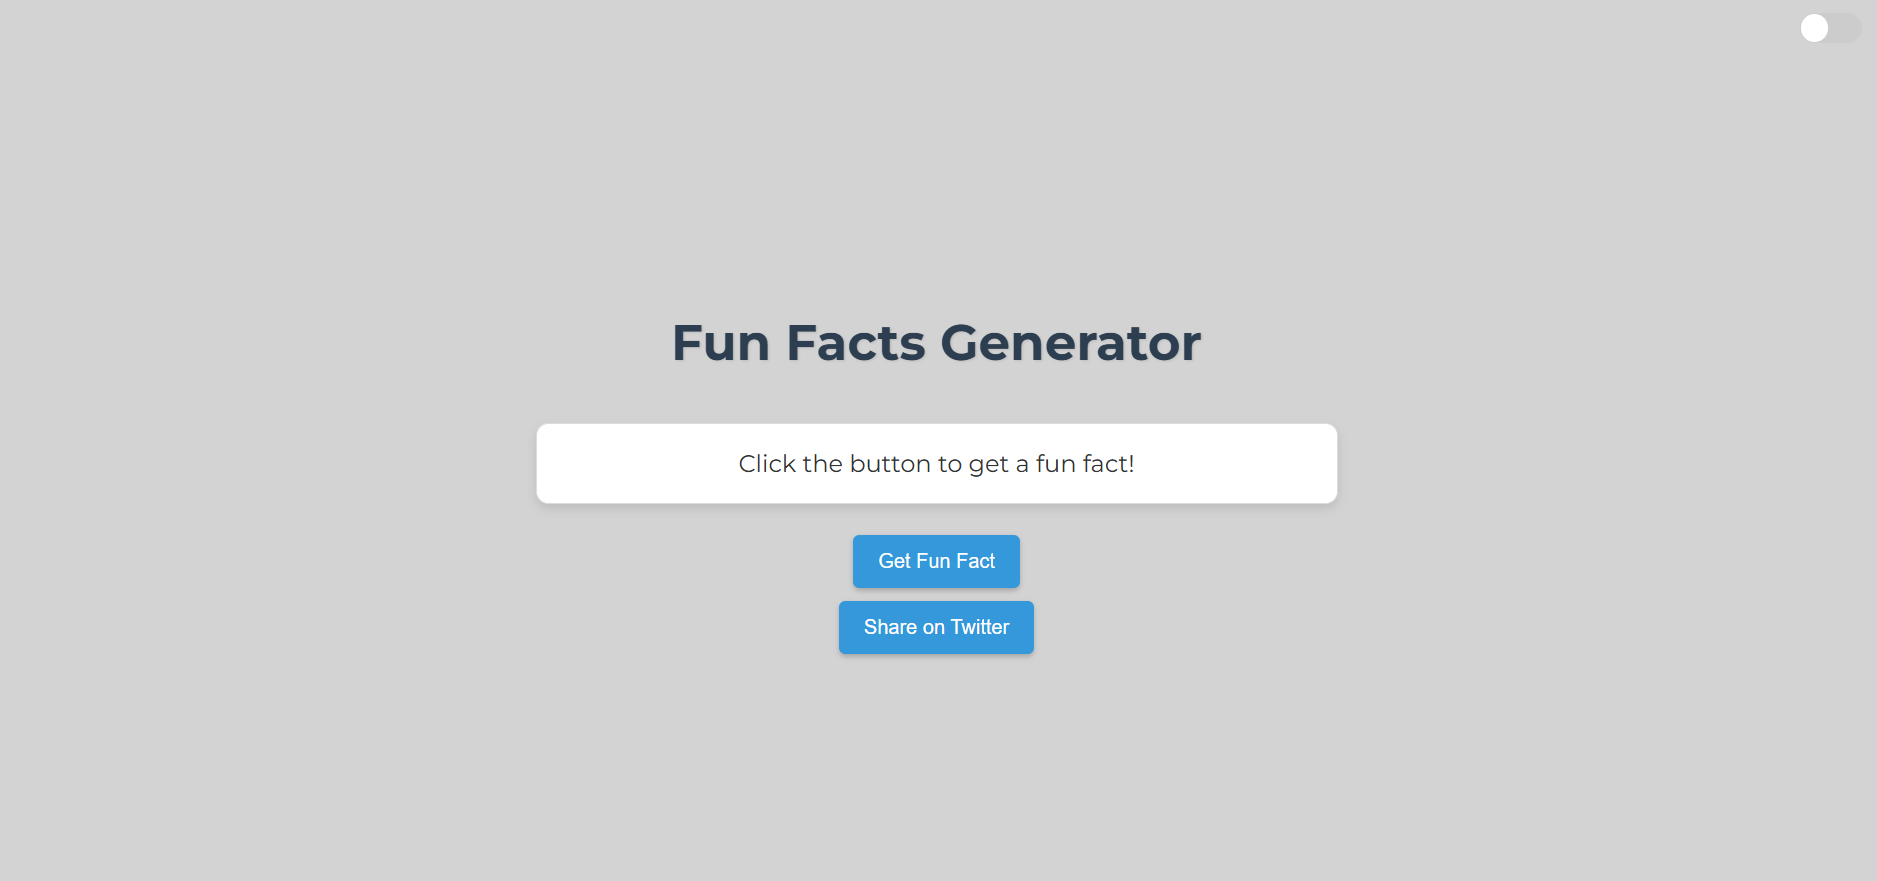 Fun Facts Generator
Click the button to get a fun fact!
Get Fun Fact
Share on Twitter